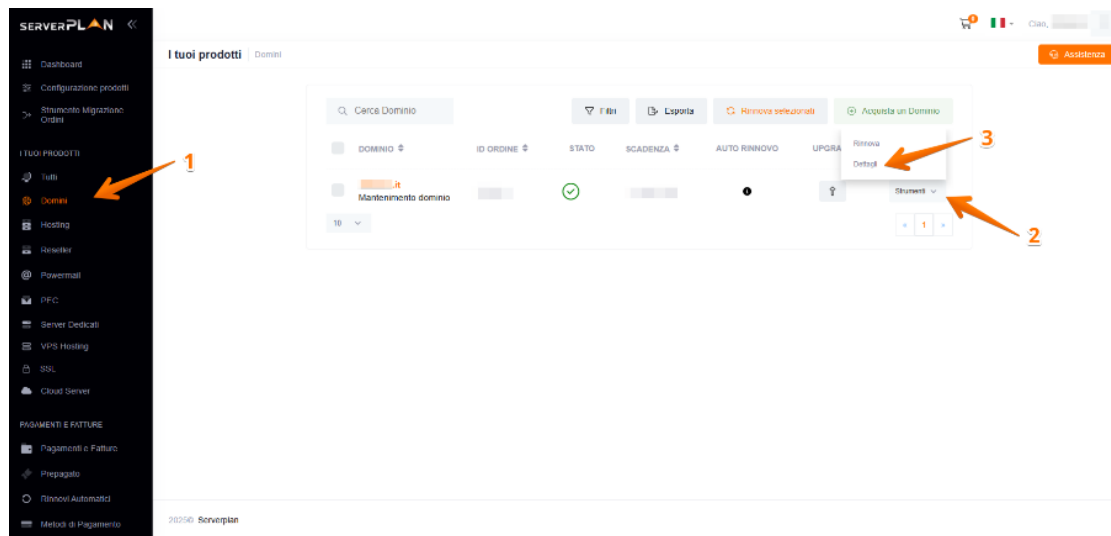 SERVERPLAN
0
Ciao,
I tuoi prodotti
Domini
Assistenza
Dashboard
Configurazione prodotti
Strumento Migrazione
Ordini
I TUOI PRODOTTI
Tutti
Domini
Hosting
Reseller
Powermail
PEC
Server Dedicati
VPS Hosting
SSL
Cloud Server
PAGAMENTI E FATTURE
Pagamenti e Fatture
Prepagato
Rinnovi Automatici
Metodi di Pagamento
Cerca Dominio
Filtri
Esporta
Rinnova selezionati
Acquista un Dominio
DOMINIO
ID ORDINE
STATO
SCADENZA
AUTO RINNOVO
UPGRA
Rinnova
Dettagli
.it
Mantenimento dominio
Strumenti
10
« 1 »
1
2
3
2025© Serverplan